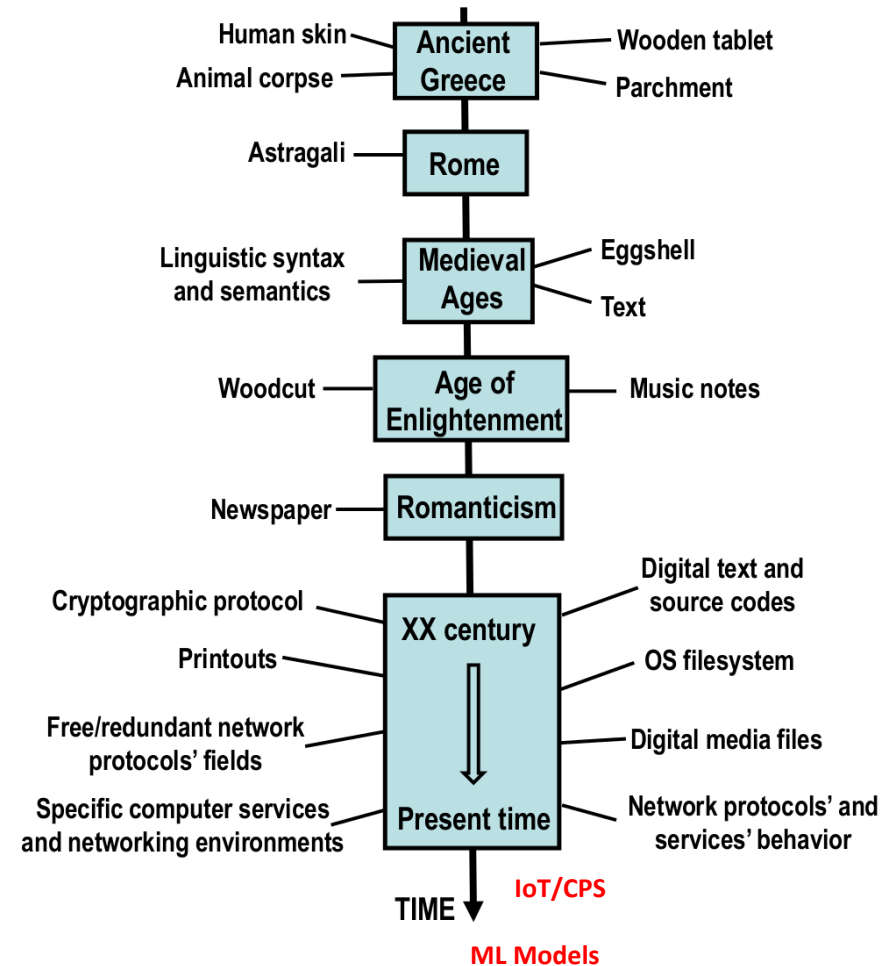 Human skin
Animal corpse
Ancient
Greece
Wooden tablet
Parchment
Astragali
Rome
Linguistic syntax
and semantics
Medieval
Ages
Eggshell
Text
Woodcut
Age of
Enlightenment
Music notes
Newspaper
Romanticism
Cryptographic protocol
Printouts
Free/redundant network
protocols’ fields
Specific computer services
and networking environments
XX century
Present time
Digital text and
source codes
OS filesystem
Digital media files
Network protocols’ and
services’ behavior
TIME
IoT/CPS
ML Models